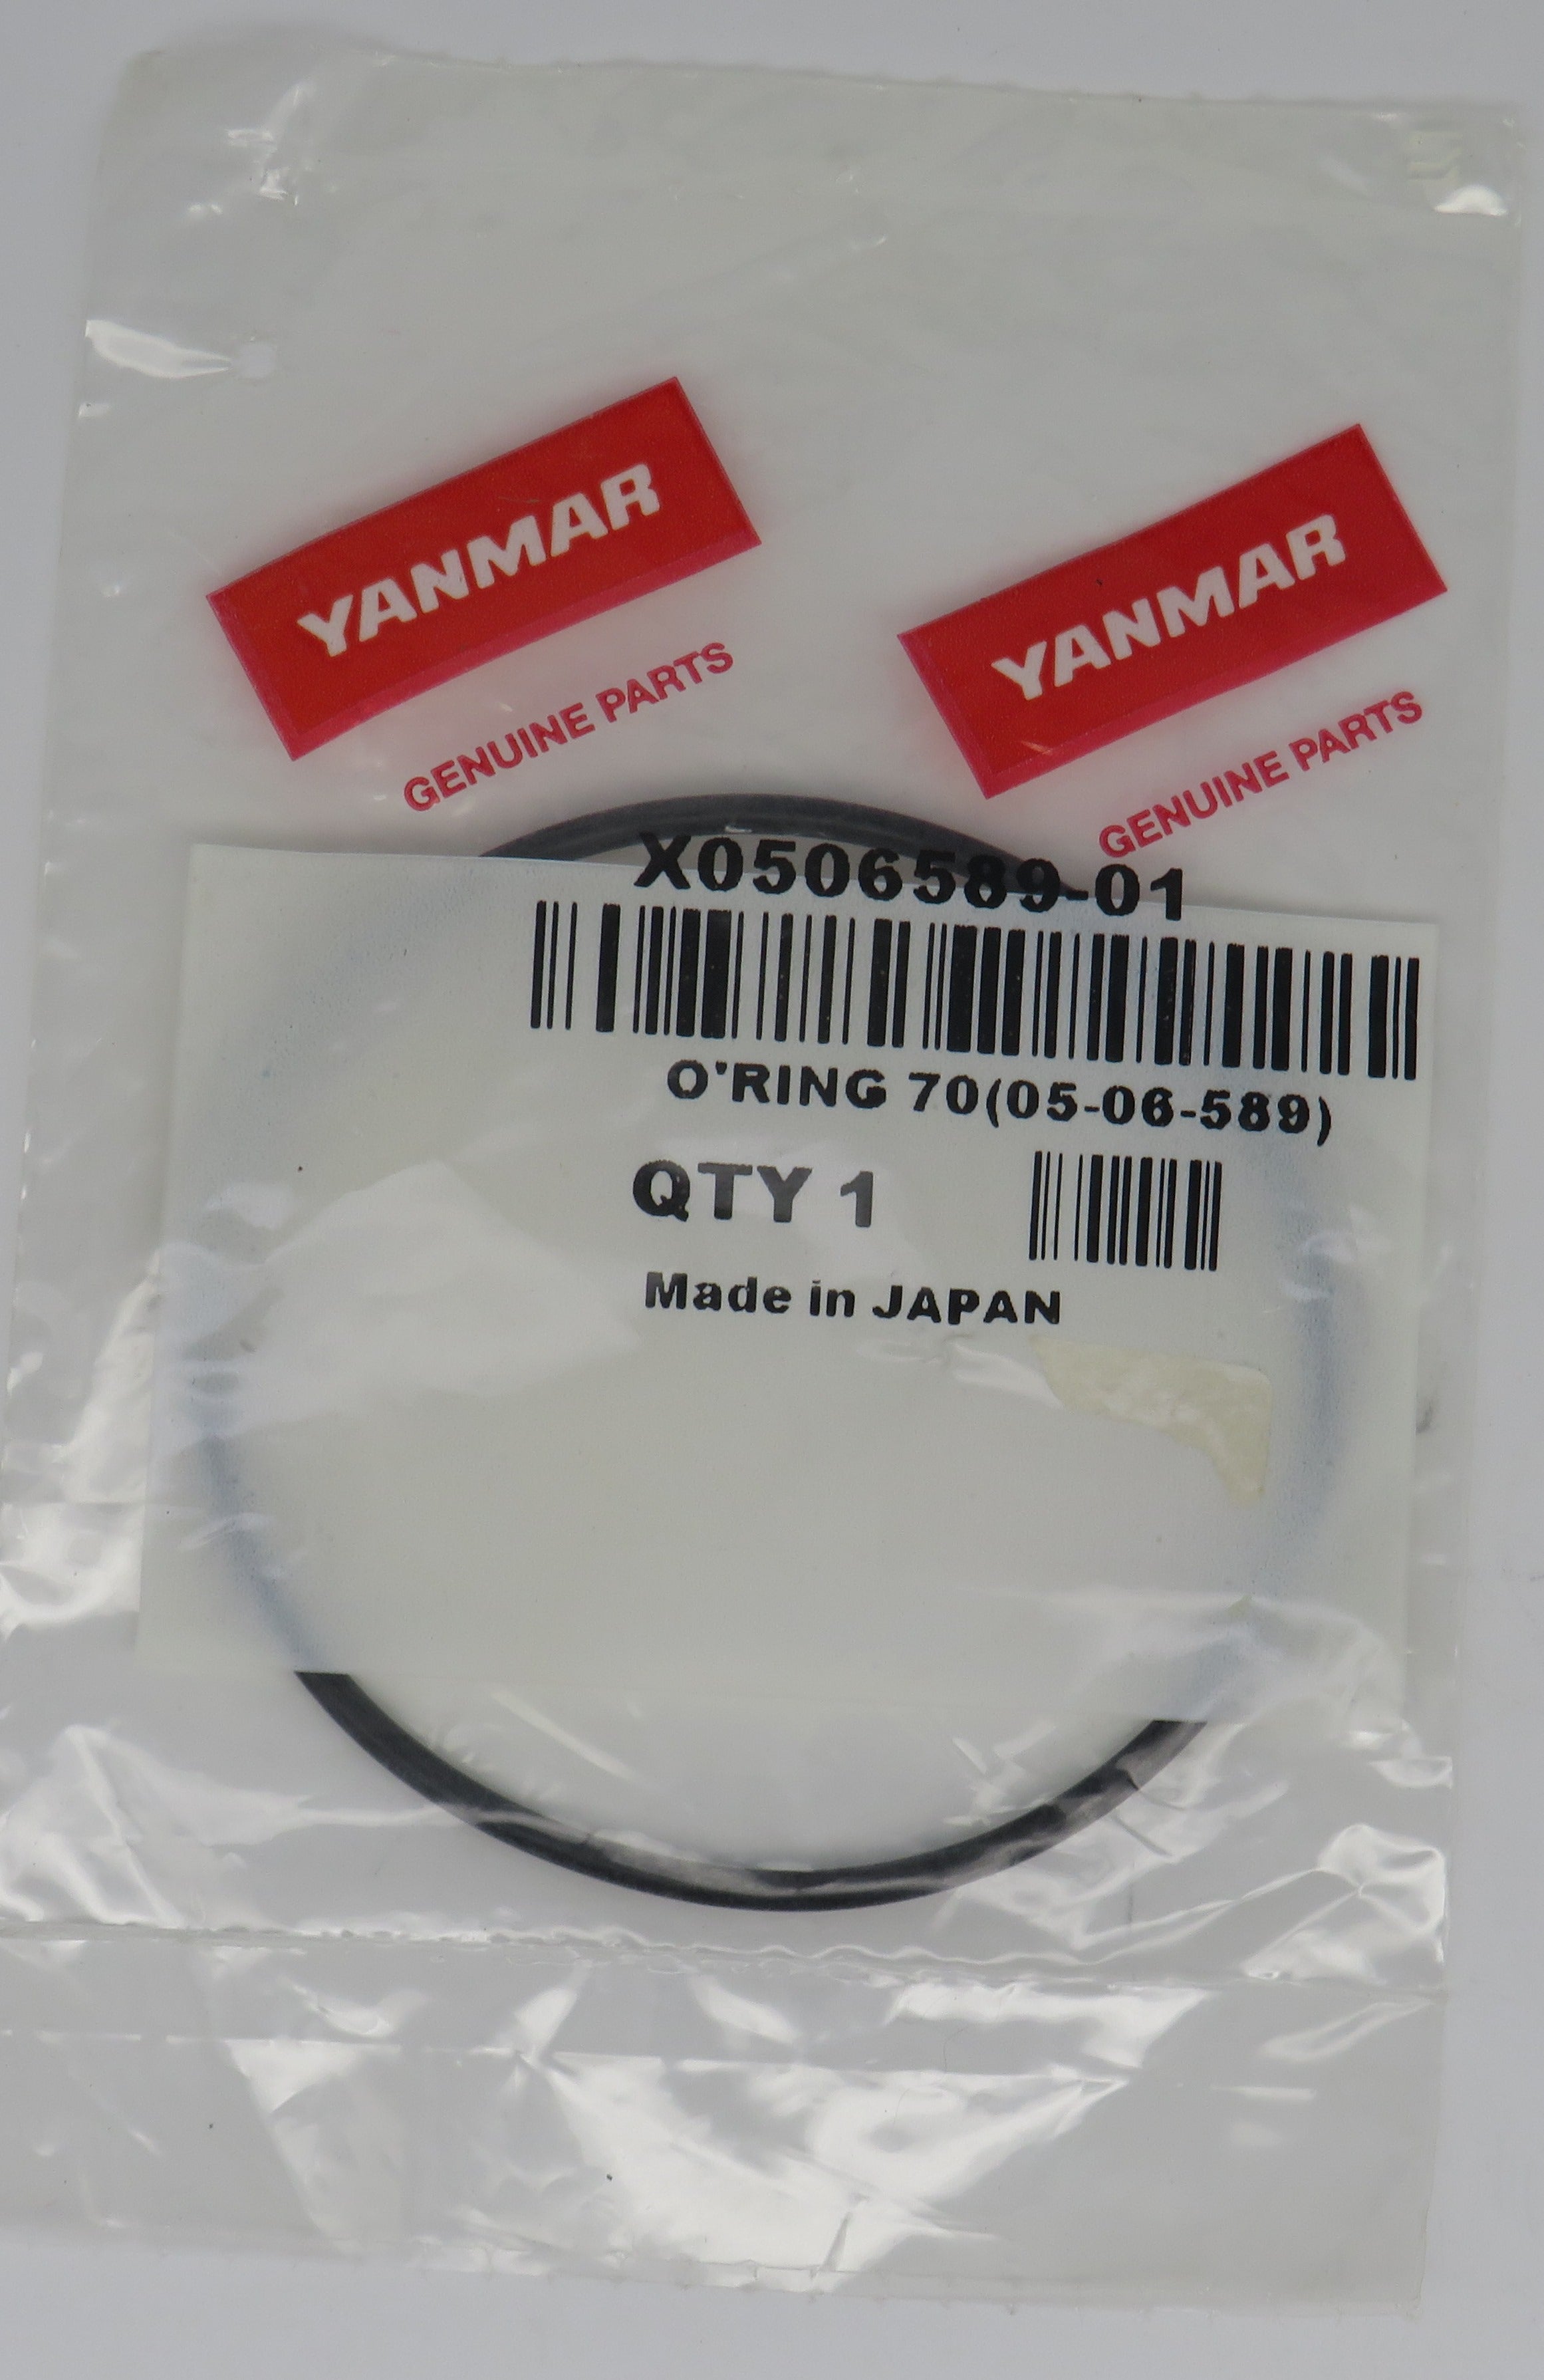 YANMAR
GENUINE PARTS
YANMAR
GENUINE PARTS
X0506589-01
O'RING 70(05-06-589)
QTY 1
Made in JAPAN